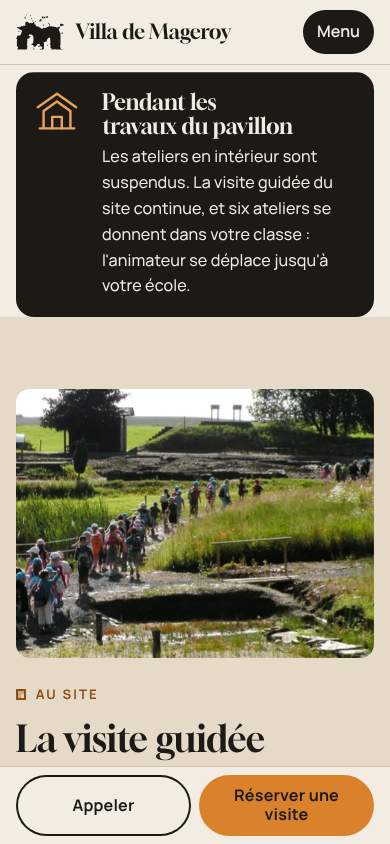 Villa de Mageroy
Menu
Pendant les
travaux du pavillon
Les ateliers en intérieur sont
suspendus. La visite guidée du
site continue, et six ateliers se
donnent dans votre classe :
l'animateur se déplace jusqu'à
votre école.
AU SITE
La visite guidée
Appeler
Réserver une
visite